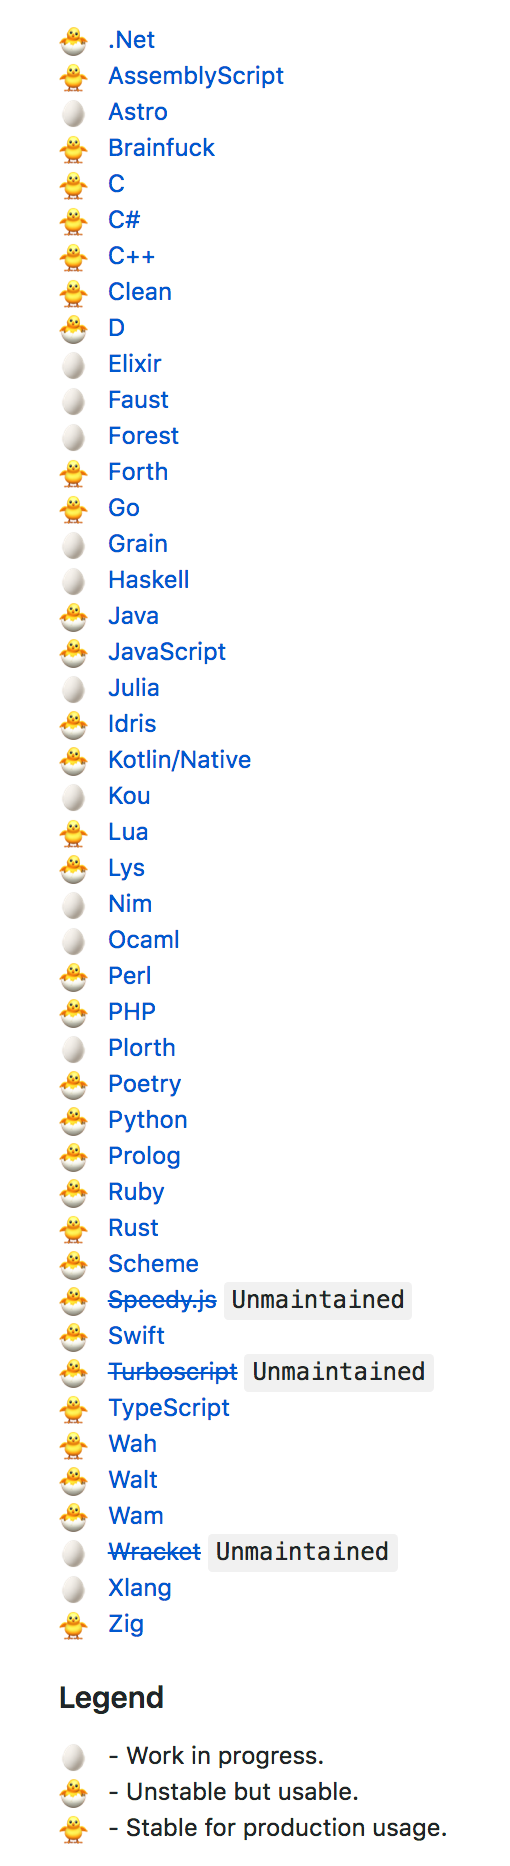 .Net
AssemblyScript
Astro
Brainfuck
C
C#
C++
Clean
D
Elixir
Faust
Forest
Forth
Go
Grain
Haskell
Java
JavaScript
Julia
Idris
Kotlin/Native
Kou
Lua
Lys
Nim
Ocaml
Perl
PHP
Plorth
Poetry
Python
Prolog
Ruby
Rust
Scheme
Speedy.js Unmaintained
Swift
Turboscript Unmaintained
TypeScript
Wah
Walt
Wam
Wracket Unmaintained
Xlang
Zig
Legend
- Work in progress.
- Unstable but usable.
- Stable for production usage.